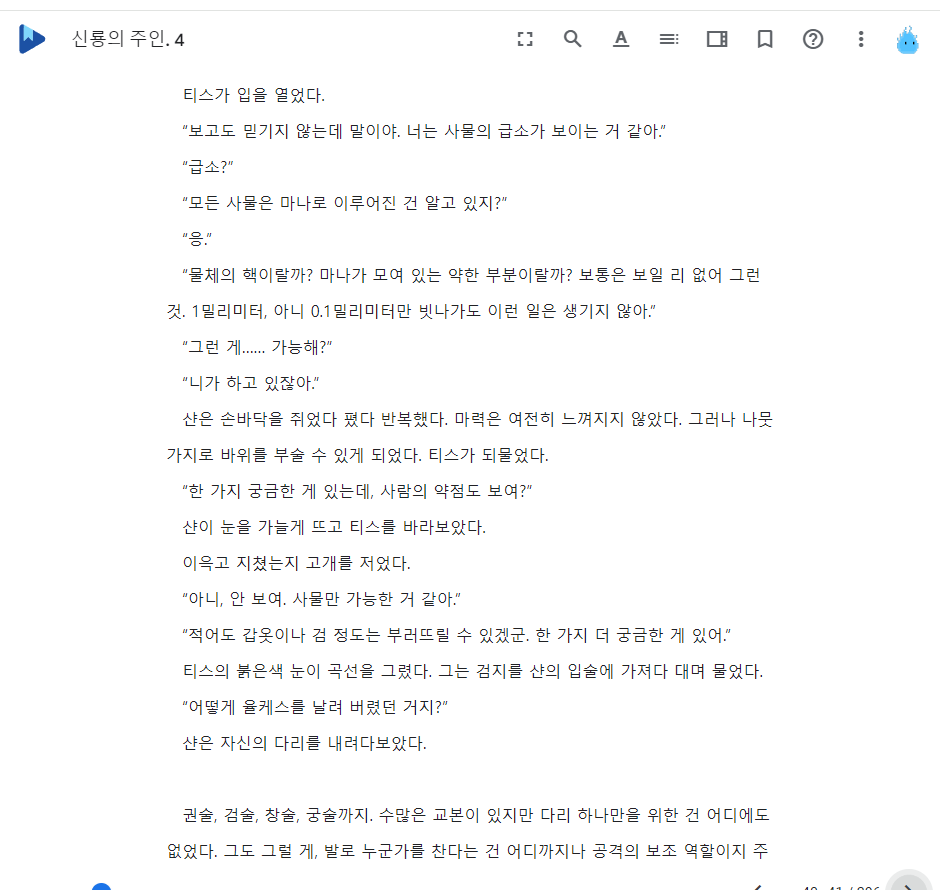 신룡의 주인. 4
티스가 입을 열었다.
“보고도 믿기지 않는데 말이야. 너는 사물의 급소가 보이는 거 같아.”
“급소?”
“모든 사물은 마나로 이루어진 건 알고 있지?”
“응.”
“물체의 핵이랄까? 마나가 모여 있는 약한 부분이랄까? 보통은 보일 리 없어 그런
것. 1밀리미터, 아니 0.1밀리미터만 빗나가도 이런 일은 생기지 않아.”
“그런 게…… 가능해?”
“니가 하고 있잖아.”
샨은 손바닥을 쥐었다 폈다 반복했다. 마력은 여전히 느껴지지 않았다. 그러나 나뭇
가지로 바위를 부술 수 있게 되었다. 티스가 되물었다.
“한 가지 궁금한 게 있는데, 사람의 약점도 보여?”
샨이 눈을 가늘게 뜨고 티스를 바라보았다.
이윽고 지쳤는지 고개를 저었다.
“아니, 안 보여. 사물만 가능한 거 같아.”
“적어도 갑옷이나 검 정도는 부러뜨릴 수 있겠군. 한 가지 더 궁금한 게 있어.”
티스의 붉은색 눈이 곡선을 그렸다. 그는 검지를 샨의 입술에 가져다 대며 물었다.
“어떻게 율케스를 날려 버렸던 거지?”
샨은 자신의 다리를 내려다보았다.
권술, 검술, 창술, 궁술까지. 수많은 교본이 있지만 다리 하나만을 위한 건 어디에도
없었다. 그도 그럴 게, 발로 누군가를 찬다는 건 어디까지나 공격의 보조 역할이지 주